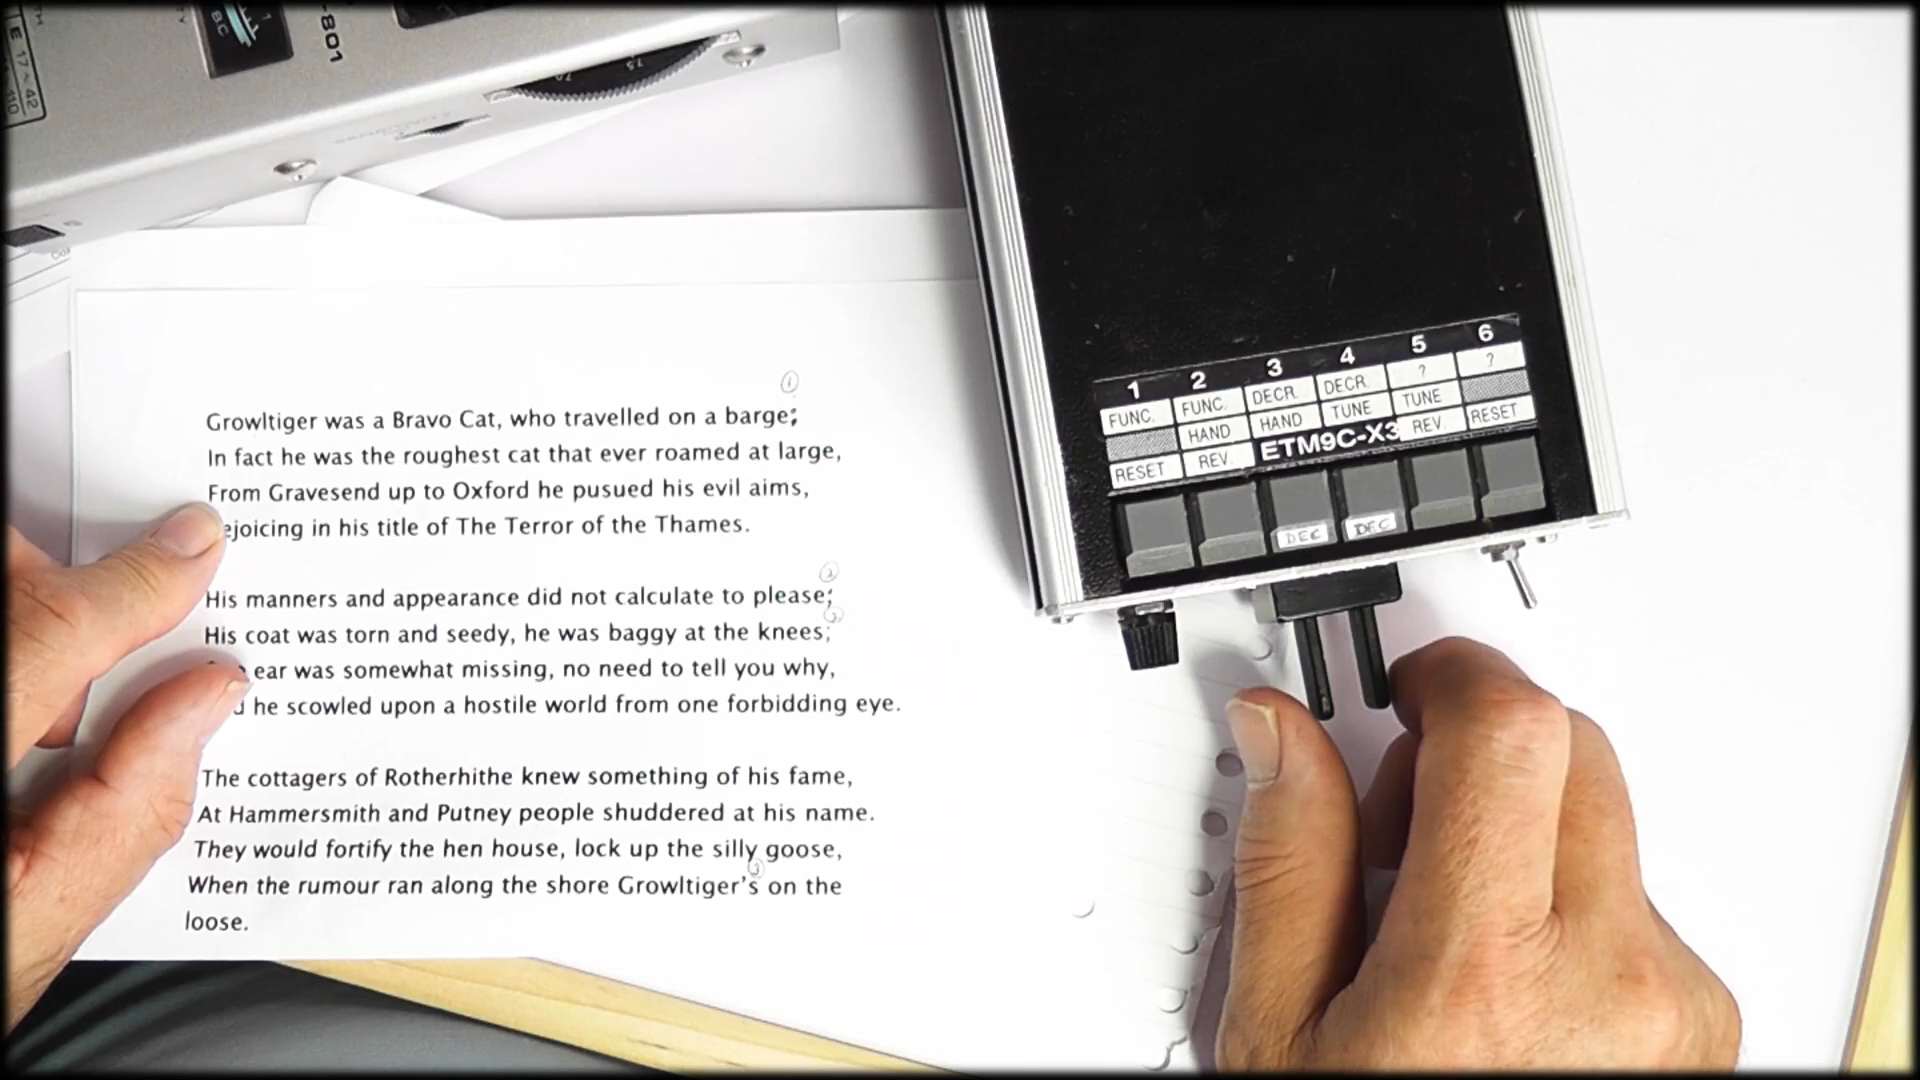 801
BC
E 17~42
70 75
Growltiger was a Bravo Cat, who travelled on a barge;
In fact he was the roughest cat that ever roamed at large,
From Gravesend up to Oxford he pusued his evil aims,
ejoicing in his title of The Terror of the Thames.
His manners and appearance did not calculate to please;
His coat was torn and seedy, he was baggy at the knees;
ear was somewhat missing, no need to tell you why,
he scowled upon a hostile world from one forbidding eye.
The cottagers of Rotherhithe knew something of his fame,
At Hammersmith and Putney people shuddered at his name.
They would fortify the hen house, lock up the silly goose,
When the rumour ran along the shore Growltiger's on the
loose.
1 2 3 4 5 6
FUNC. FUNC. DECR. DECR. ? ?
HAND HAND TUNE TUNE
RESET REV. ETM9C-X3 REV. RESET
DEC DEC